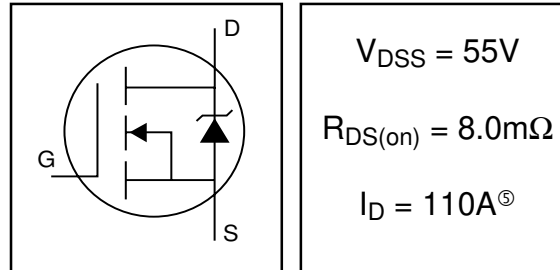 D
G
S
V_DSS = 55V
R_DS(on) = 8.0mΩ
I_D = 110A⑤